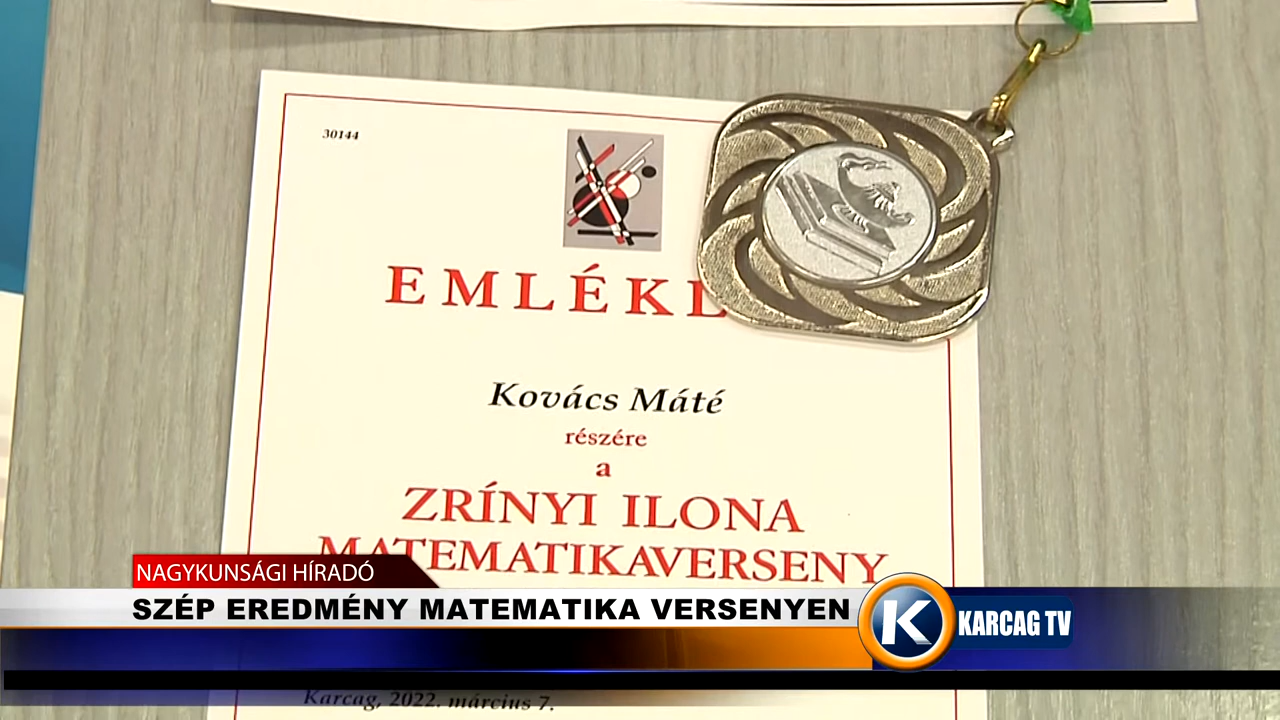 30144
EMLÉKL
Kovács Máté
részére
a
ZRÍNYI ILONA
MATEMATIKAVERSENY
NAGYKUNSÁGI HÍRADÓ
SZÉP EREDMÉNY MATEMATIKA VERSENYEN
K KARCAG TV
Karcag, 2022. március 7.